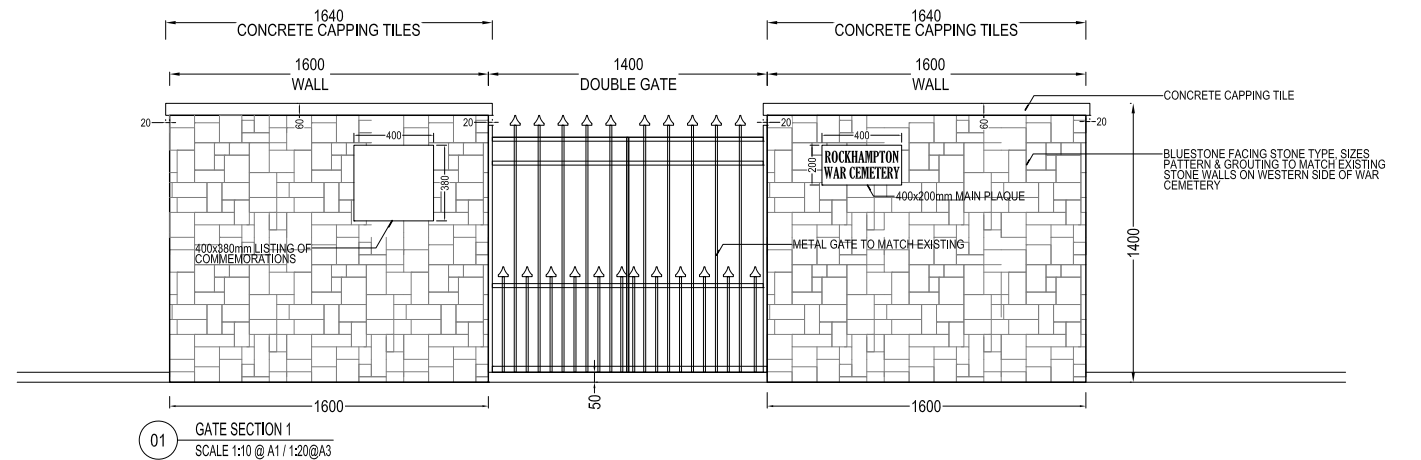 1640
CONCRETE CAPPING TILES
1640
CONCRETE CAPPING TILES
1600
WALL
1400
DOUBLE GATE
1600
WALL
CONCRETE CAPPING TILE
20
60
20
20
60
20
400
400
380
200
ROCKHAMPTON
WAR CEMETERY
BLUESTONE FACING STONE TYPE, SIZES
PATTERN & GROUTING TO MATCH EXISTING
STONE WALLS ON WESTERN SIDE OF WAR
CEMETERY
400x200mm MAIN PLAQUE
400x380mm LISTING OF
COMMEMORATIONS
METAL GATE TO MATCH EXISTING
1400
1600
50
1600
01
GATE SECTION 1
SCALE 1:10 @ A1 / 1:20@A3